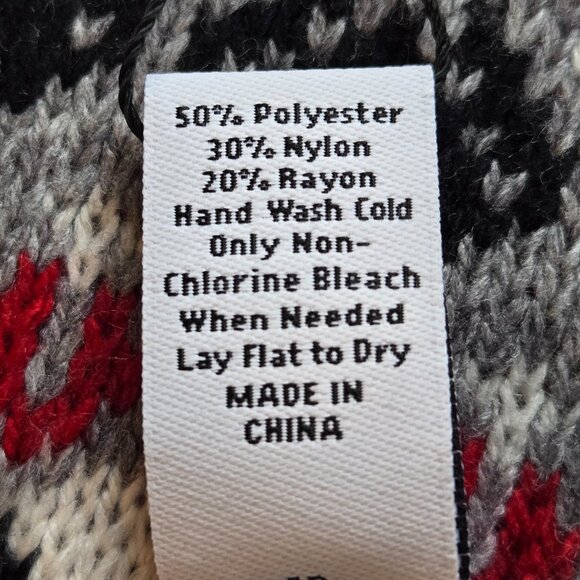 50% Polyester
30% Nylon
20% Rayon
Hand Wash Cold
Only Non-
Chlorine Bleach
When Needed
Lay Flat to Dry
MADE IN
CHINA